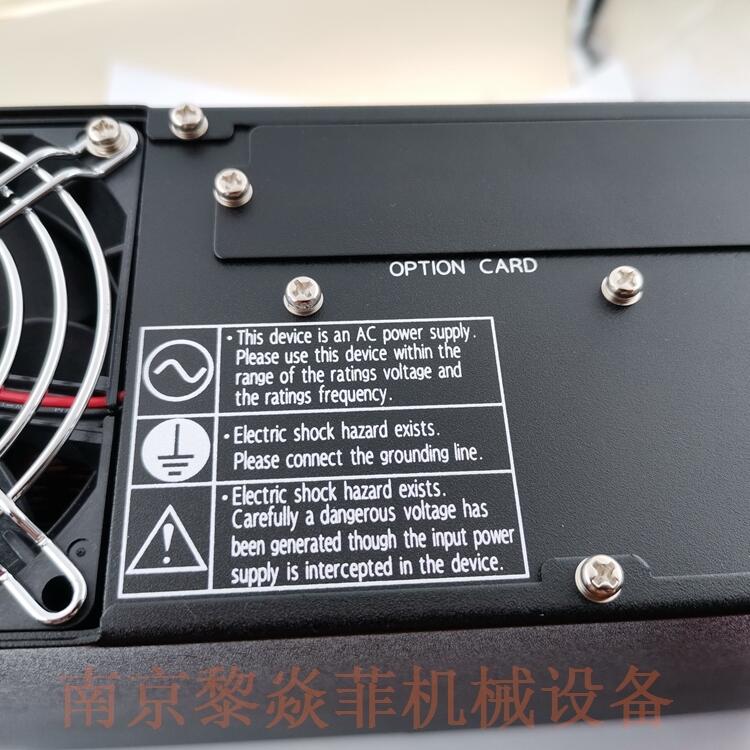 OPTION CARD
・This device is an AC power supply.
Please use this device within the
range of the ratings voltage and
the ratings frequency.
・Electric shock hazard exists.
Please connect the grounding line.
・Electric shock hazard exists.
Carefully a dangerous voltage has
been generated though the input power
supply is intercepted in the device.
南京黎焱菲机械设备